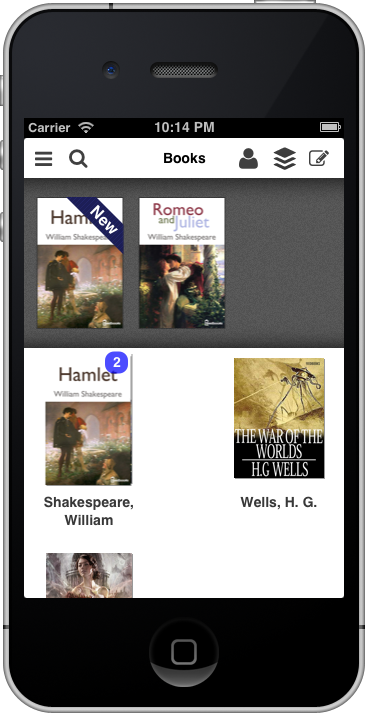 Carrier 10:14 PM
Books
New
Hamlet
William Shakespeare
Romeo
and
Juliet
William Shakespeare
2
Hamlet
William Shakespeare
THE WAR OF THE
WORLDS
H.G WELLS
Shakespeare,
William
Wells, H. G.